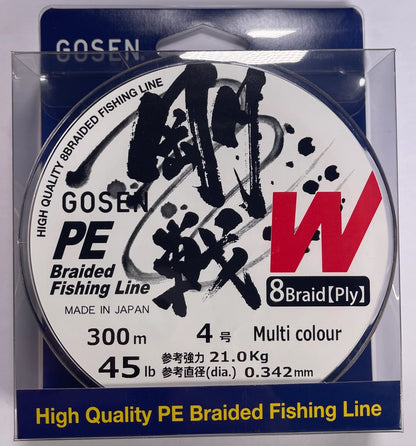 GOSEN
HIGH QUALITY 8BRAIDED FISHING LINE
剛戦
W
GOSEN
PE
Braided
Fishing Line
8Braid【Ply】
MADE IN JAPAN
300m 4号 Multi colour
45lb 参考強力 21.0Kg
参考直径(dia.) 0.342mm
High Quality PE Braided Fishing Line